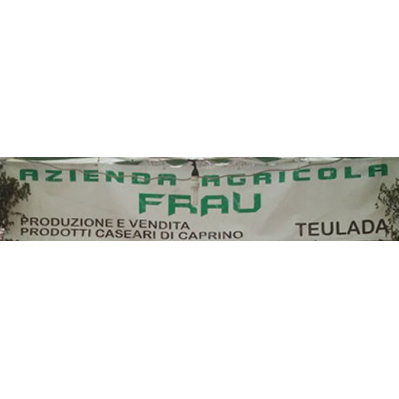 AZIENDA AGRICOLA
FRAU
PRODUZIONE E VENDITA
PRODOTTI CASEARI DI CAPRINO
TEULADA